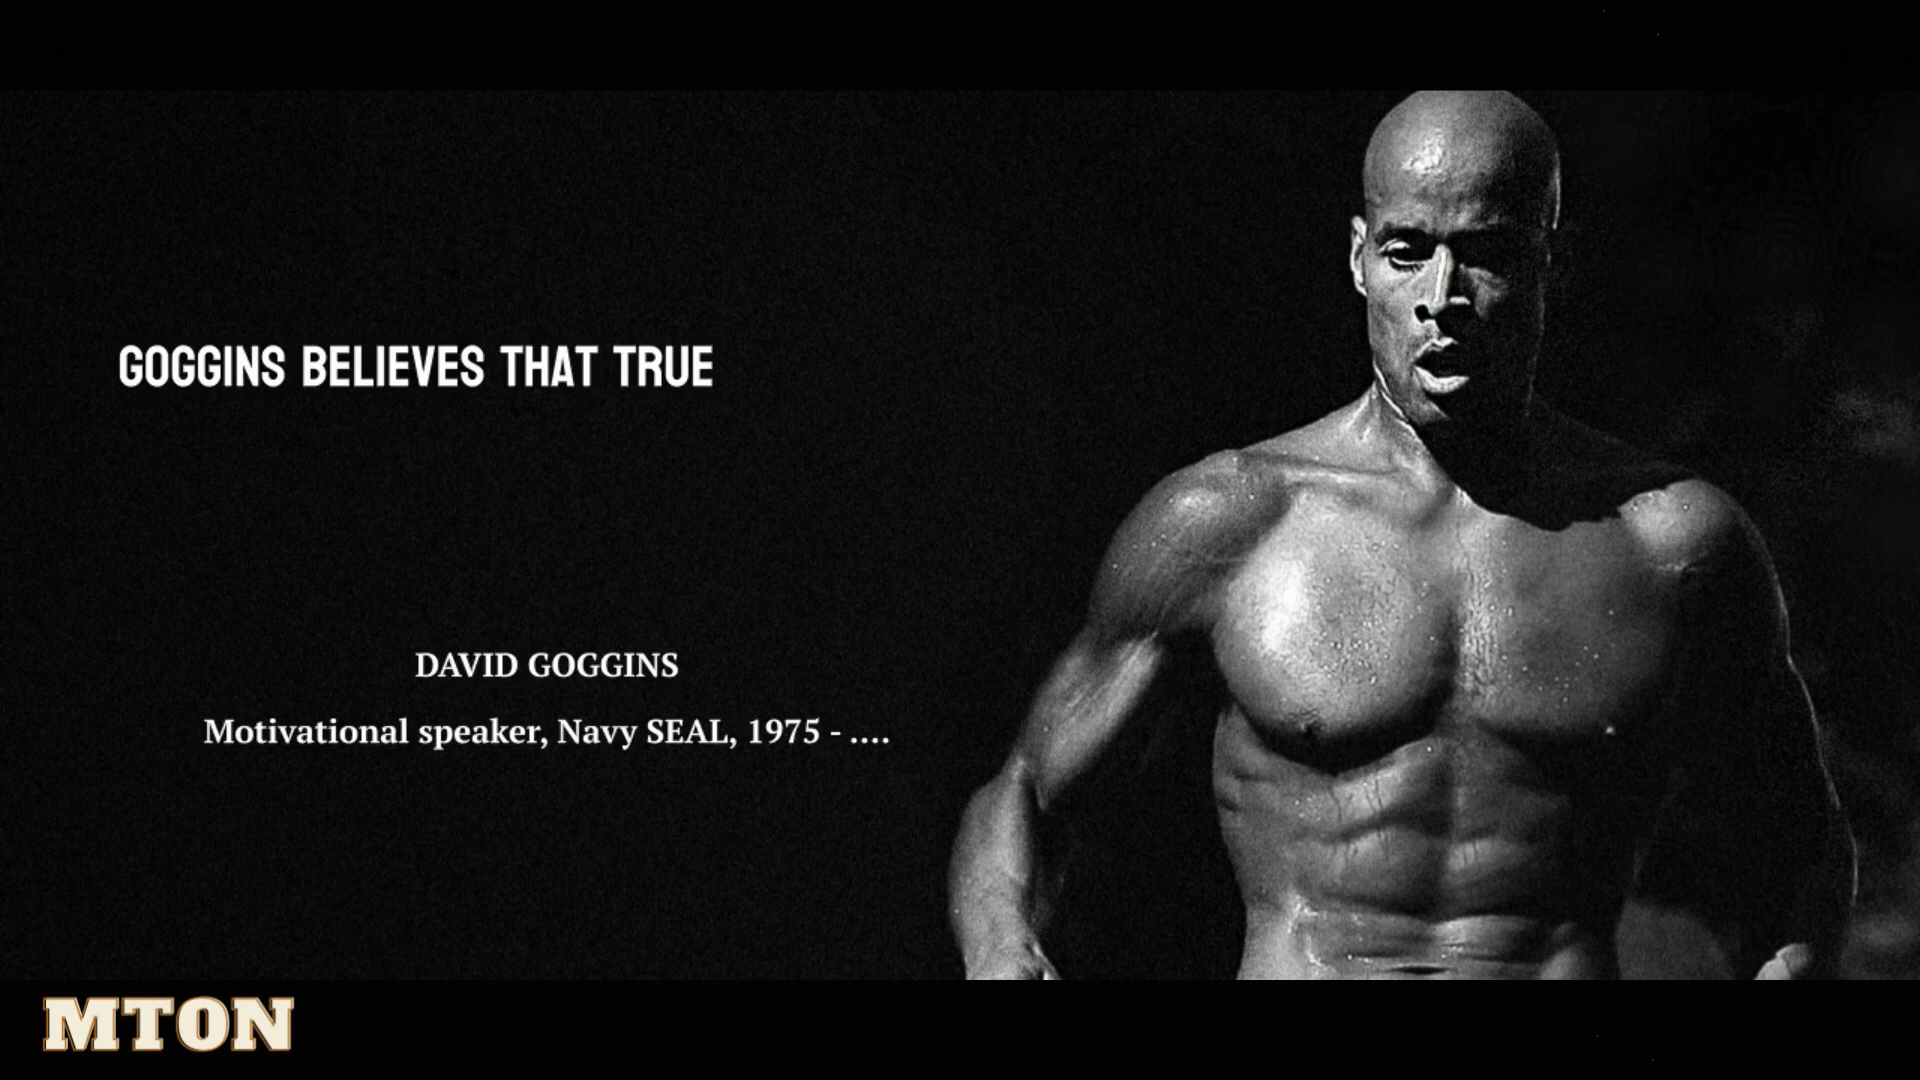 GOGGINS BELIEVES THAT TRUE
DAVID GOGGINS
Motivational speaker, Navy SEAL, 1975 - ....
MTON